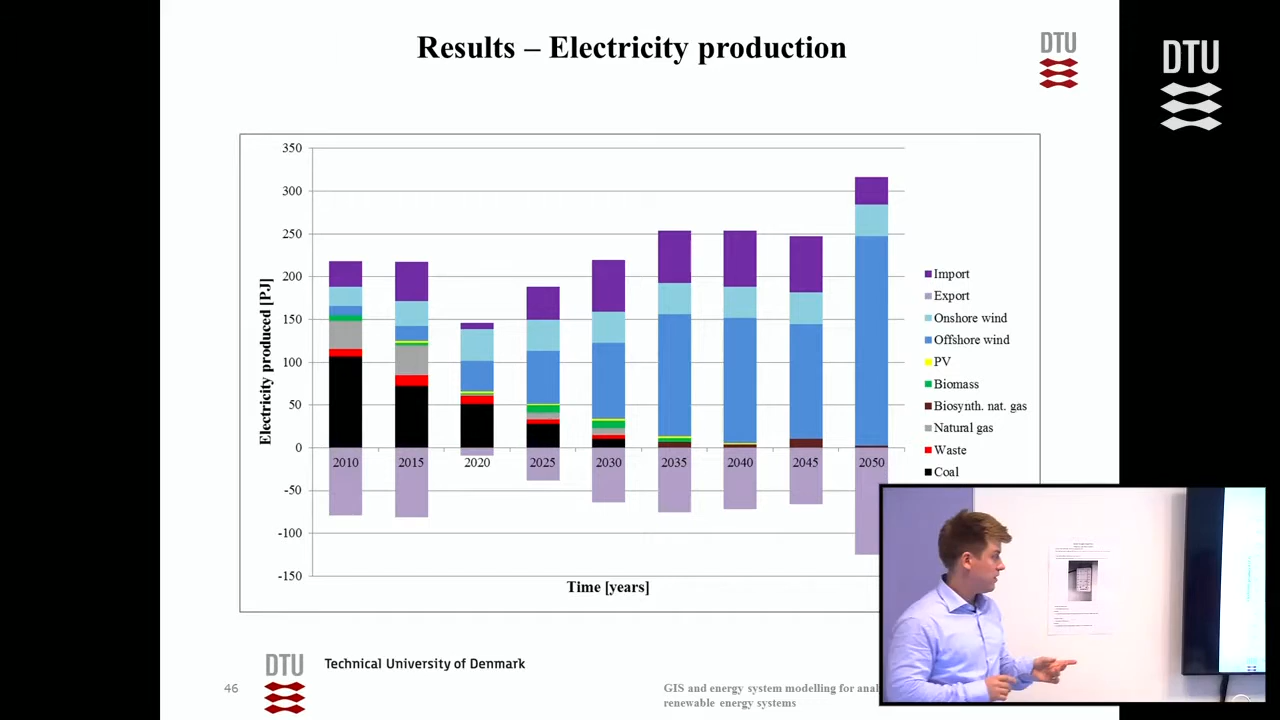 Results – Electricity production
DTU
DTU
350
300
250
200
150
100
50
0
-50
-100
-150
Electricity produced [PJ]
2010 2015 2020 2025 2030 2035 2040 2045 2050
Time [years]
Import
Export
Onshore wind
Offshore wind
PV
Biomass
Biosynth. nat. gas
Natural gas
Waste
Coal
46
DTU
Technical University of Denmark
GIS and energy system modelling for
renewable energy systems